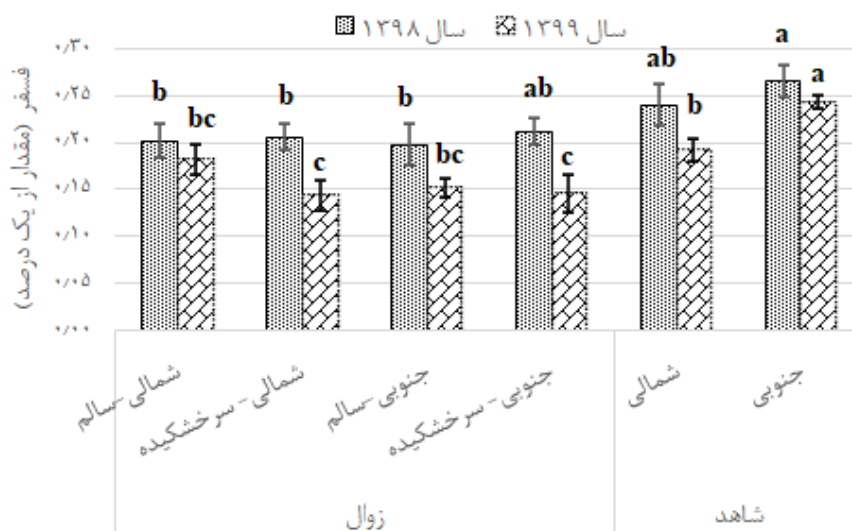 سال ۱۳۹۸
سال ۱۳۹۹
فسفر (مقدار از یک درصد)
۰٫۳۰
۰٫۲۵
۰٫۲۰
۰٫۱۵
۰٫۱۰
۰٫۰۵
۰٫۰۰
b
bc
b
c
b
bc
ab
c
ab
b
a
a
شمالی-سالم
شمالی- سرخشکیده
جنوبی-سالم
جنوبی- سرخشکیده
شمالی
جنوبی
زوال
شاهد